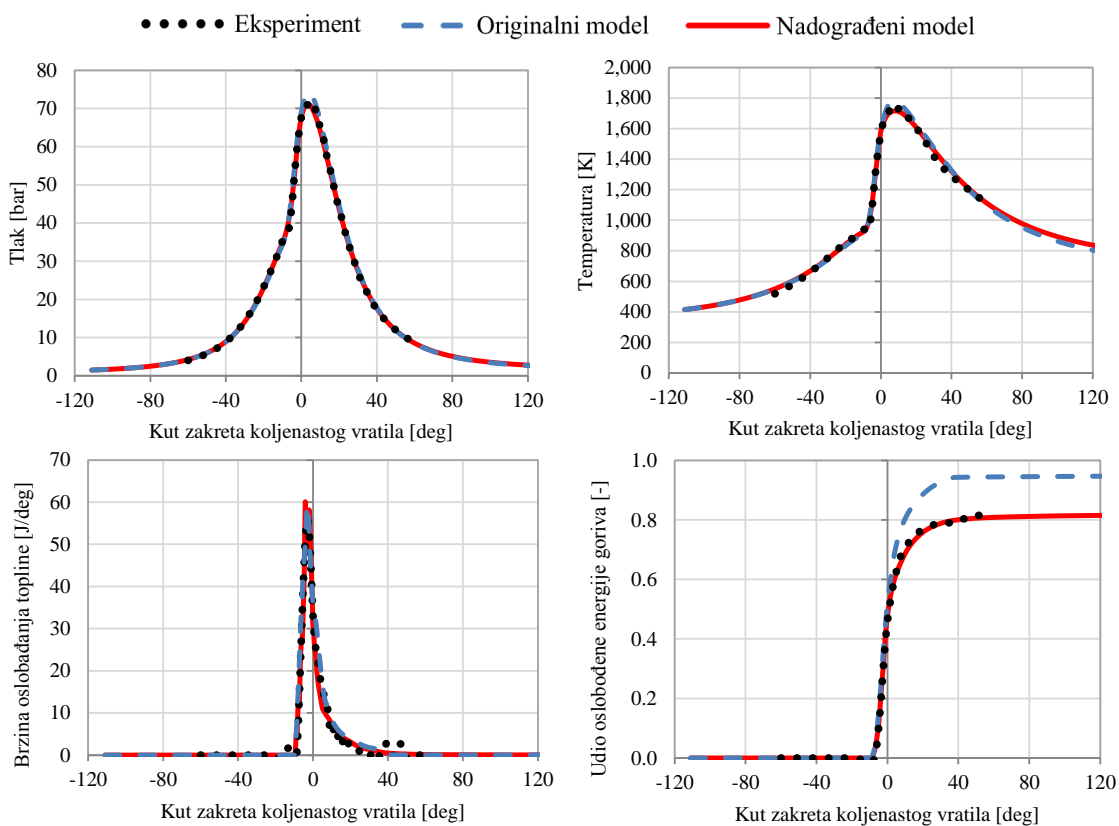 Eksperiment Originalni model Nadograđeni model
80
70
60
50
40
30
20
10
0
-120 -80 -40 0 40 80 120
Tlak [bar]
Kut zakreta koljenastog vratila [deg]
2,000
1,800
1,600
1,400
1,200
1,000
800
600
400
200
0
-120 -80 -40 0 40 80 120
Temperatura [K]
Kut zakreta koljenastog vratila [deg]
70
60
50
40
30
20
10
0
-120 -80 -40 0 40 80 120
Brzina oslobađanja topline [J/deg]
Kut zakreta koljenastog vratila [deg]
1.0
0.8
0.6
0.4
0.2
0.0
-120 -80 -40 0 40 80 120
Udio oslobođene energije goriva [-]
Kut zakreta koljenastog vratila [deg]